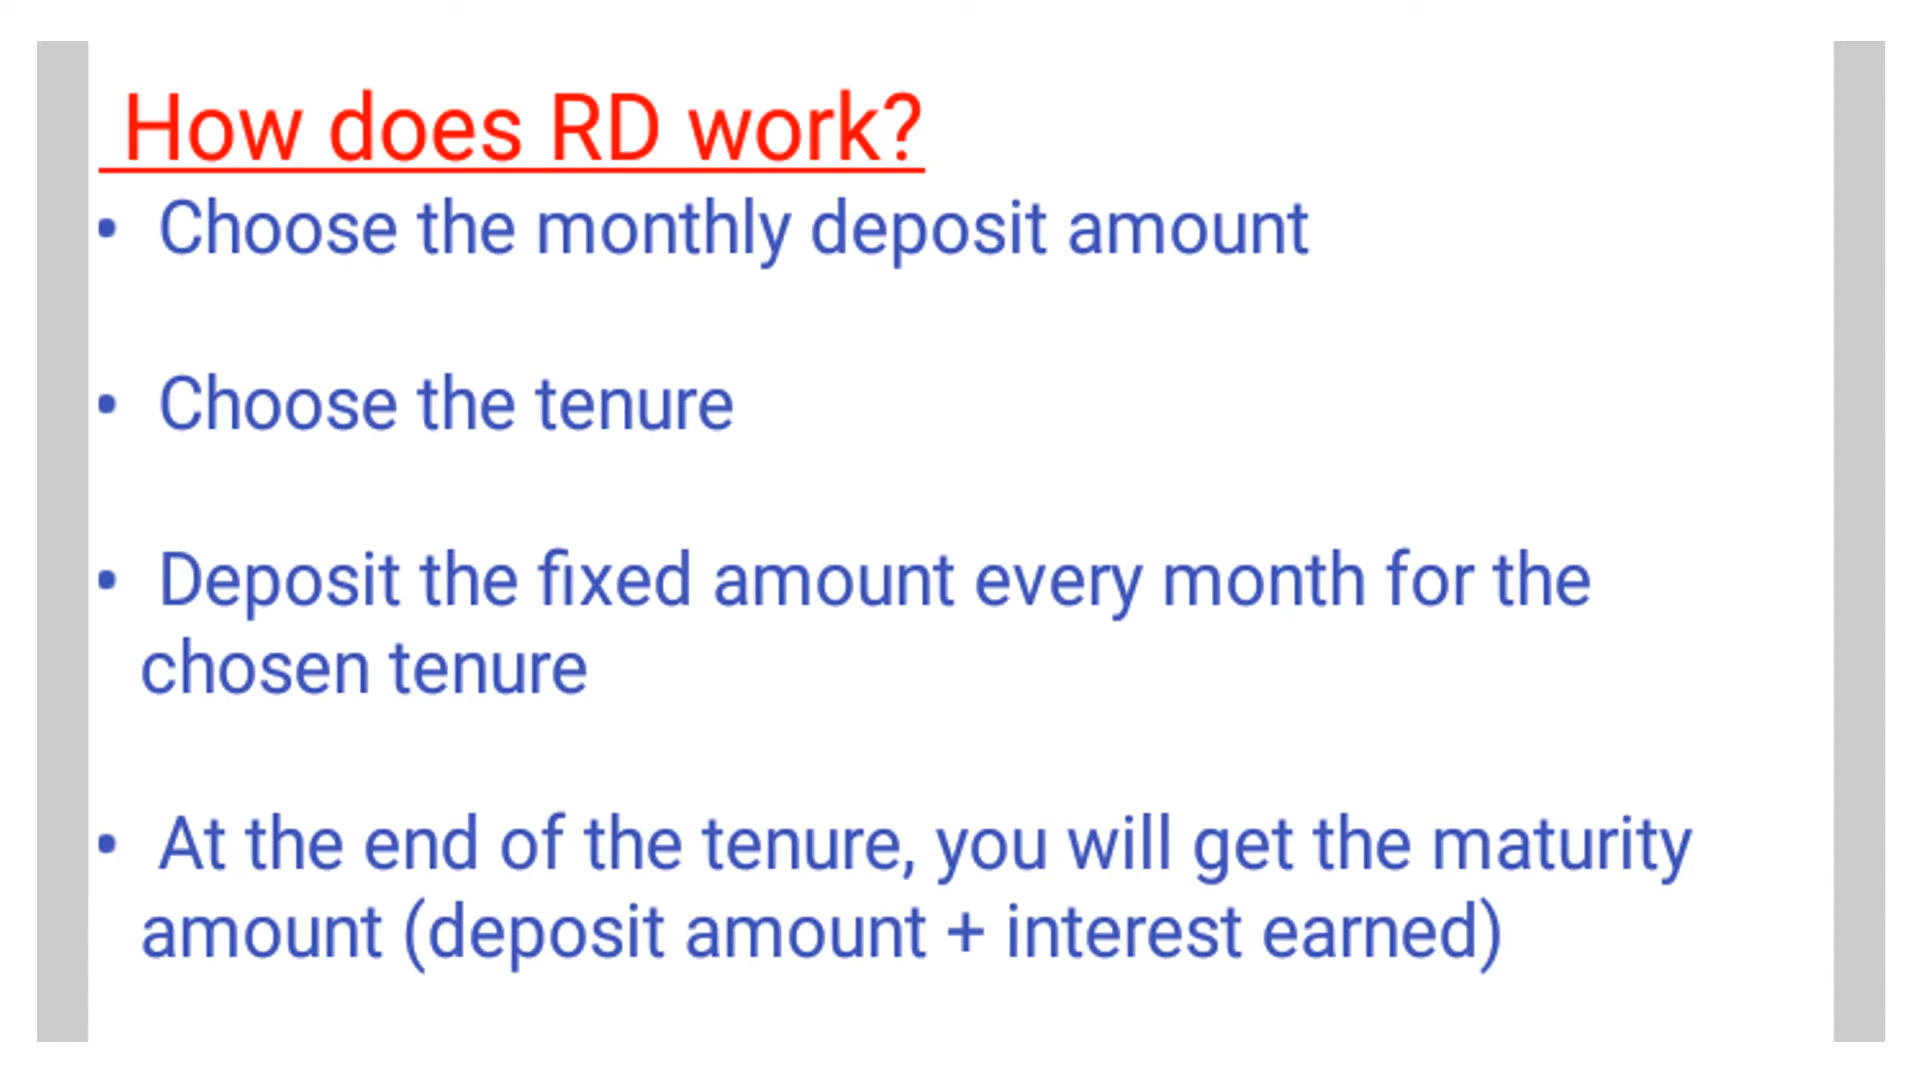 How does RD work?
• Choose the monthly deposit amount
• Choose the tenure
• Deposit the fixed amount every month for the
chosen tenure
• At the end of the tenure, you will get the maturity
amount (deposit amount + interest earned)